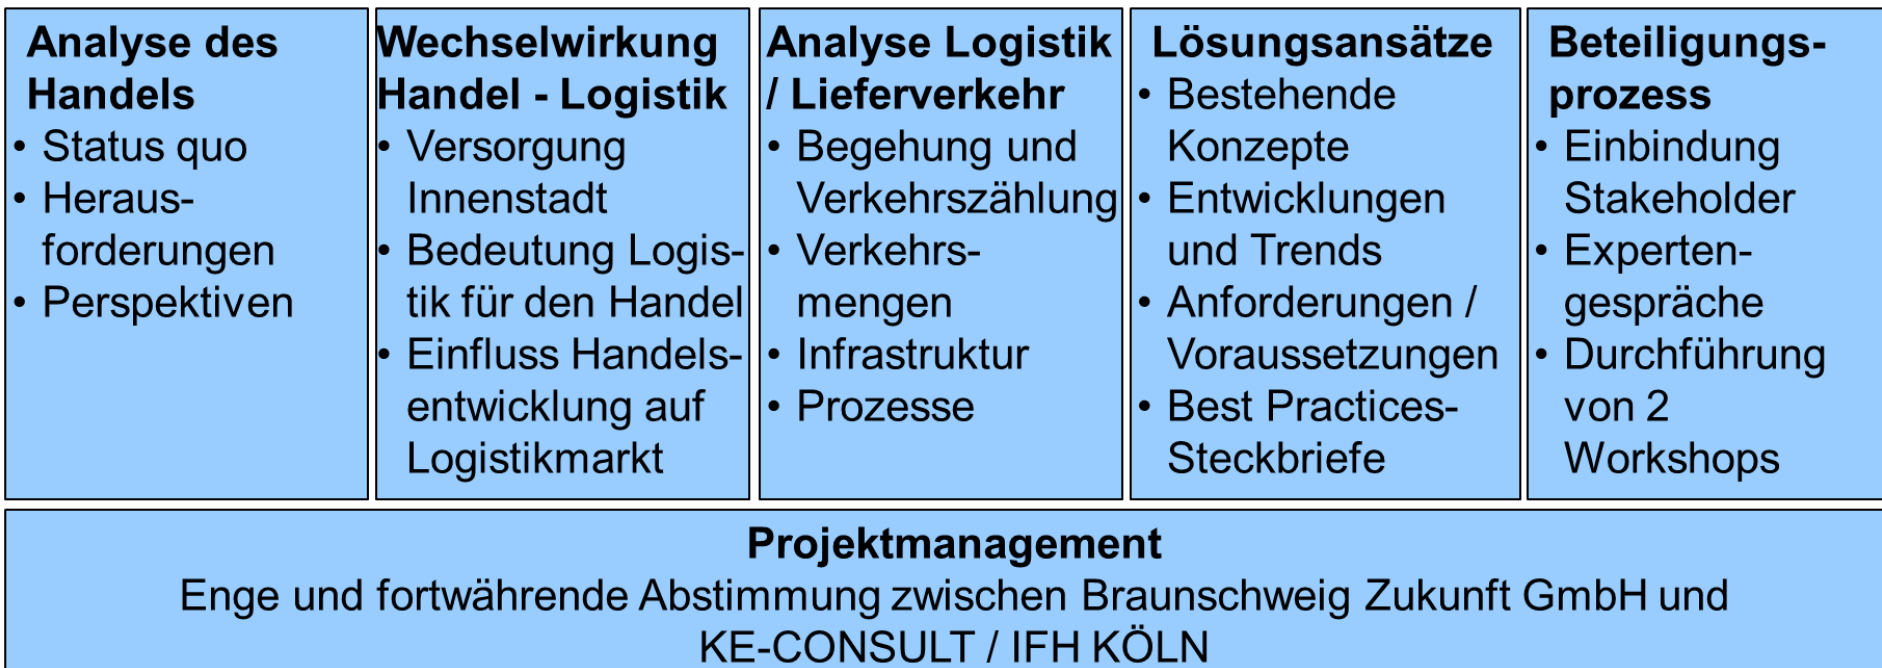 Analyse des
Handels
• Status quo
• Heraus-
forderungen
• Perspektiven
Wechselwirkung
Handel - Logistik
• Versorgung
Innenstadt
• Bedeutung Logis-
tik für den Handel
• Einfluss Handels-
entwicklung auf
Logistikmarkt
Analyse Logistik
/ Lieferverkehr
• Begehung und
Verkehrszählung
• Verkehrs-
mengen
• Infrastruktur
• Prozesse
Lösungsansätze
• Bestehende
Konzepte
• Entwicklungen
und Trends
• Anforderungen /
Voraussetzungen
• Best Practices-
Steckbriefe
Beteiligungs-
prozess
• Einbindung
Stakeholder
• Experten-
gespräche
• Durchführung
von 2
Workshops
Projektmanagement
Enge und fortwährende Abstimmung zwischen Braunschweig Zukunft GmbH und
KE-CONSULT / IFH KÖLN